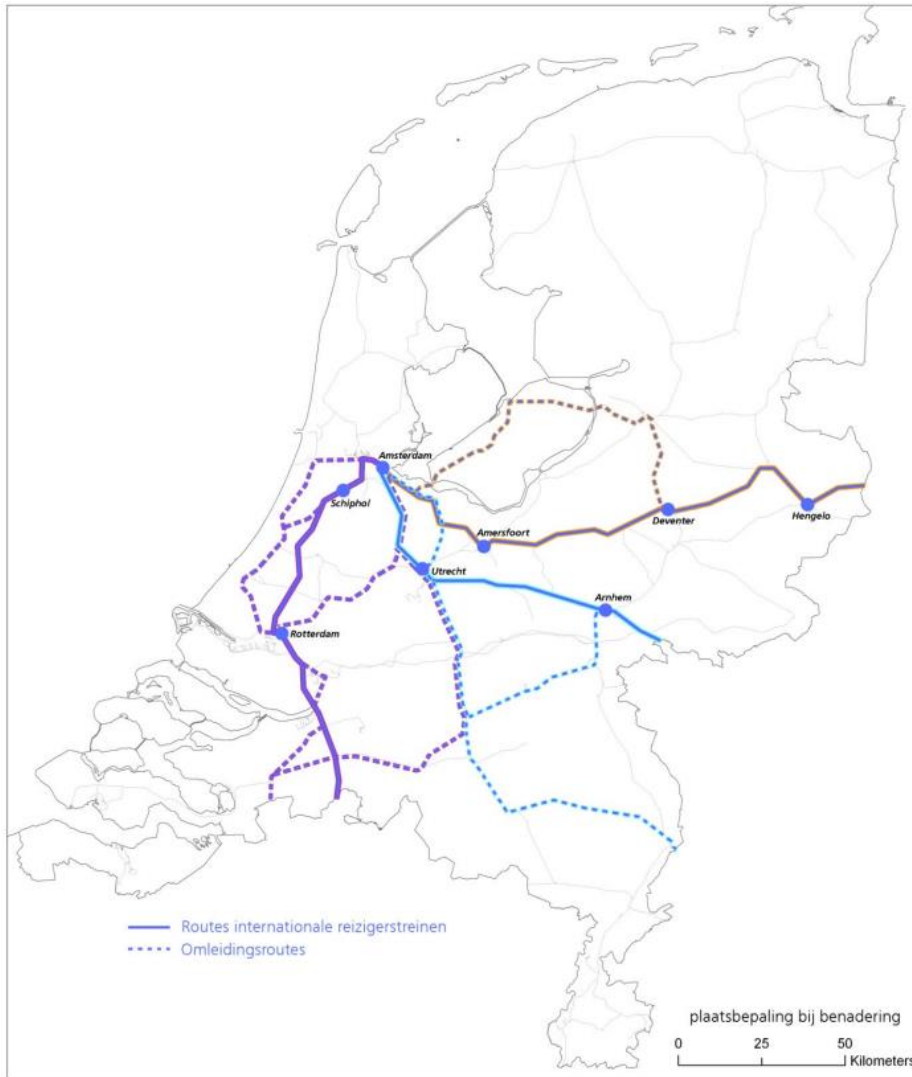 Amsterdam
Schiphol
Amersfoort
Deventer
Hengelo
Utrecht
Arnhem
Rotterdam
Routes internationale reizigerstreinen
Omleidingsroutes
plaatsbepaling bij benadering
0 25 50
Kilometers